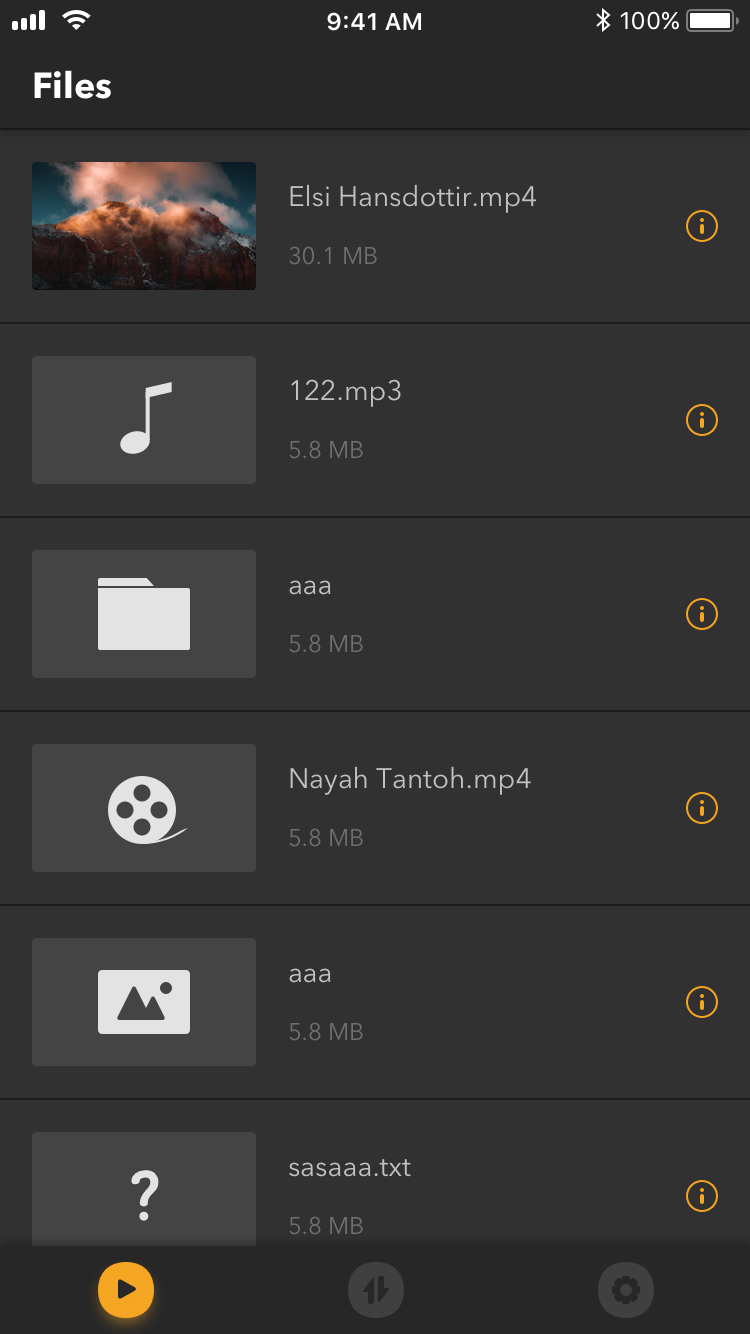 9:41 AM
100%
Files
Elsi Hansdottir.mp4
30.1 MB
122.mp3
5.8 MB
aaa
5.8 MB
Nayah Tantoh.mp4
5.8 MB
aaa
5.8 MB
?
sasaaa.txt
5.8 MB